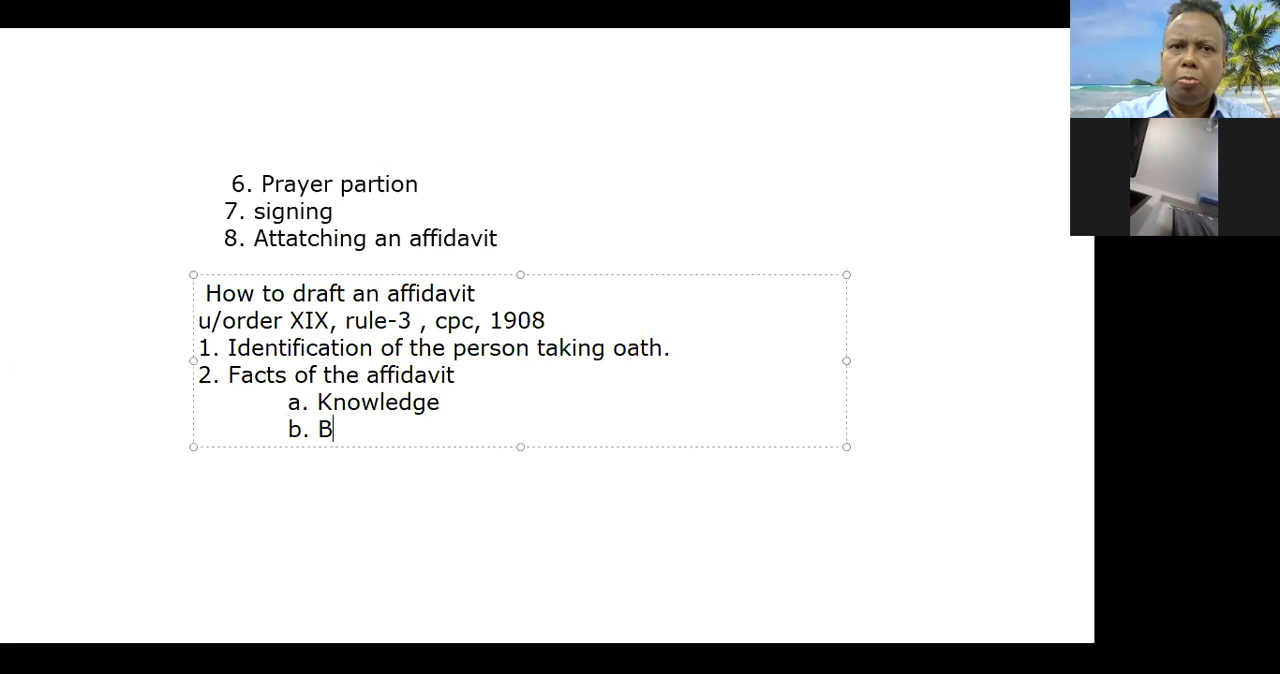 6. Prayer partion
7. signing
8. Attatching an affidavit
How to draft an affidavit
u/order XIX, rule-3 , cpc, 1908
1. Identification of the person taking oath.
2. Facts of the affidavit
a. Knowledge
b. B